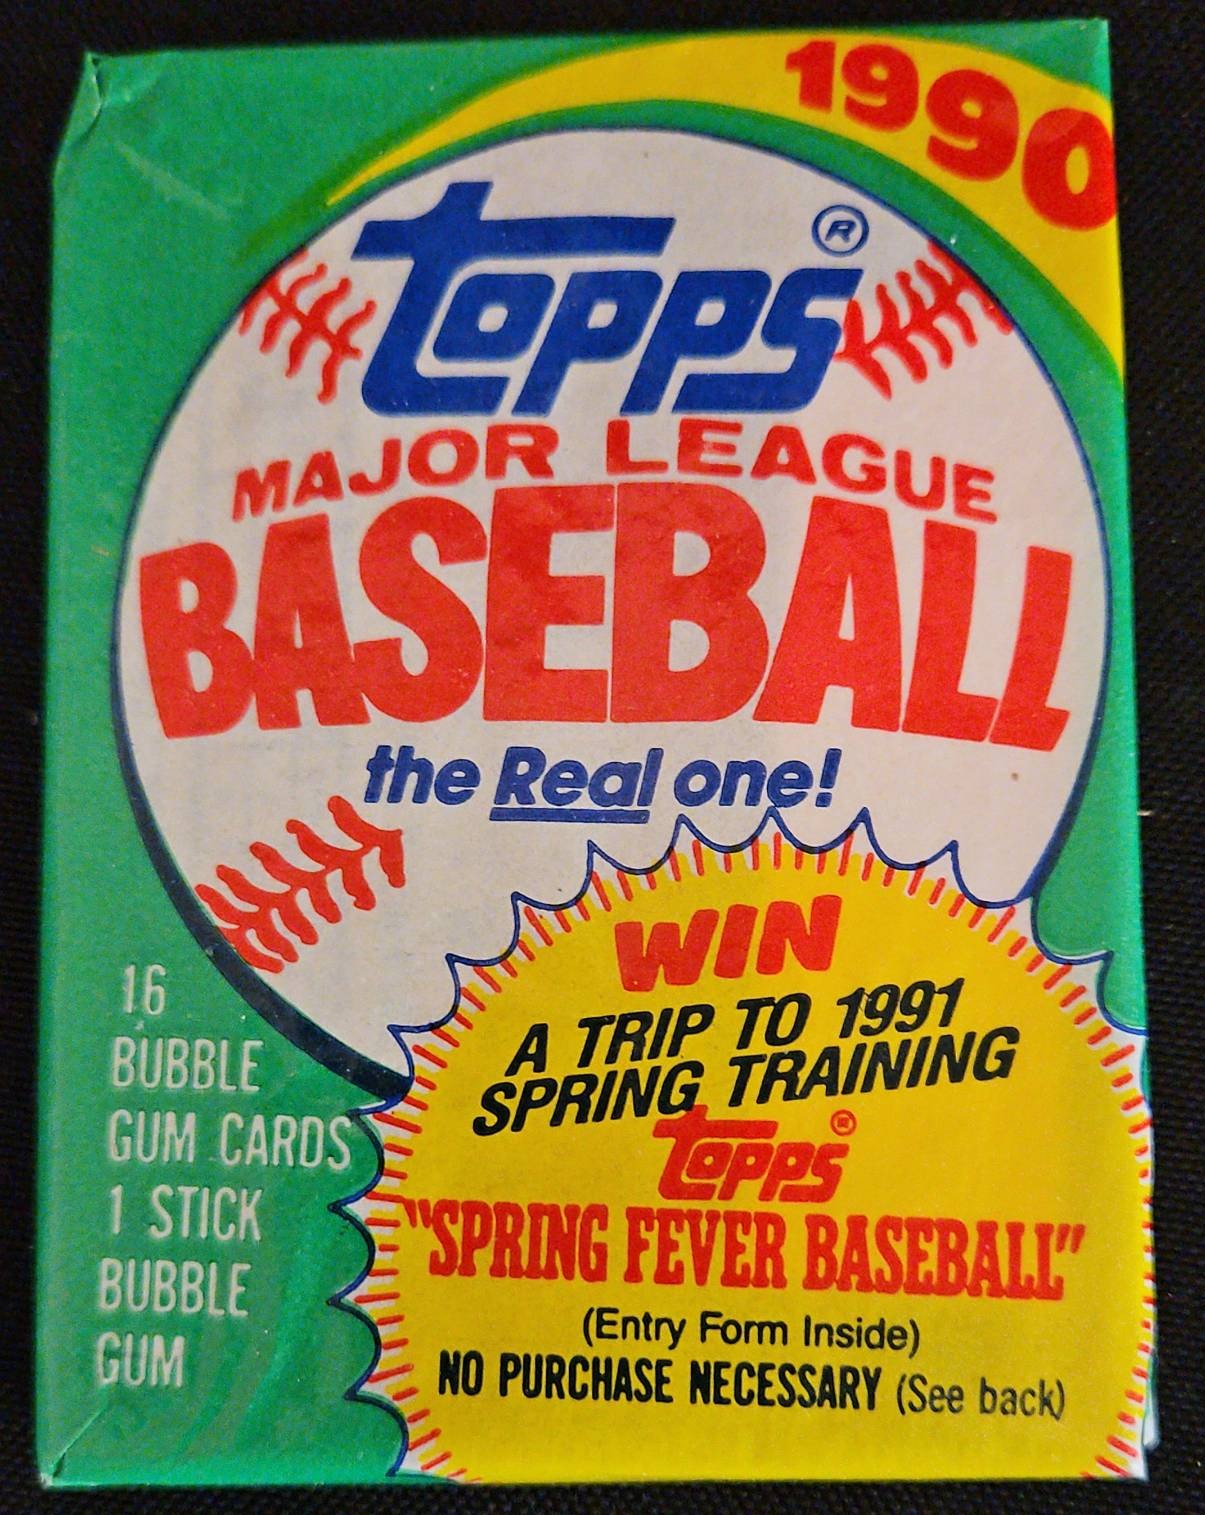 1990
Topps®
MAJOR LEAGUE
BASEBALL
the Real one!
16
BUBBLE
GUM CARDS
1 STICK
BUBBLE
GUM
WIN
A TRIP TO 1991
SPRING TRAINING
Topps®
"SPRING FEVER BASEBALL"
(Entry Form Inside)
NO PURCHASE NECESSARY (See back)